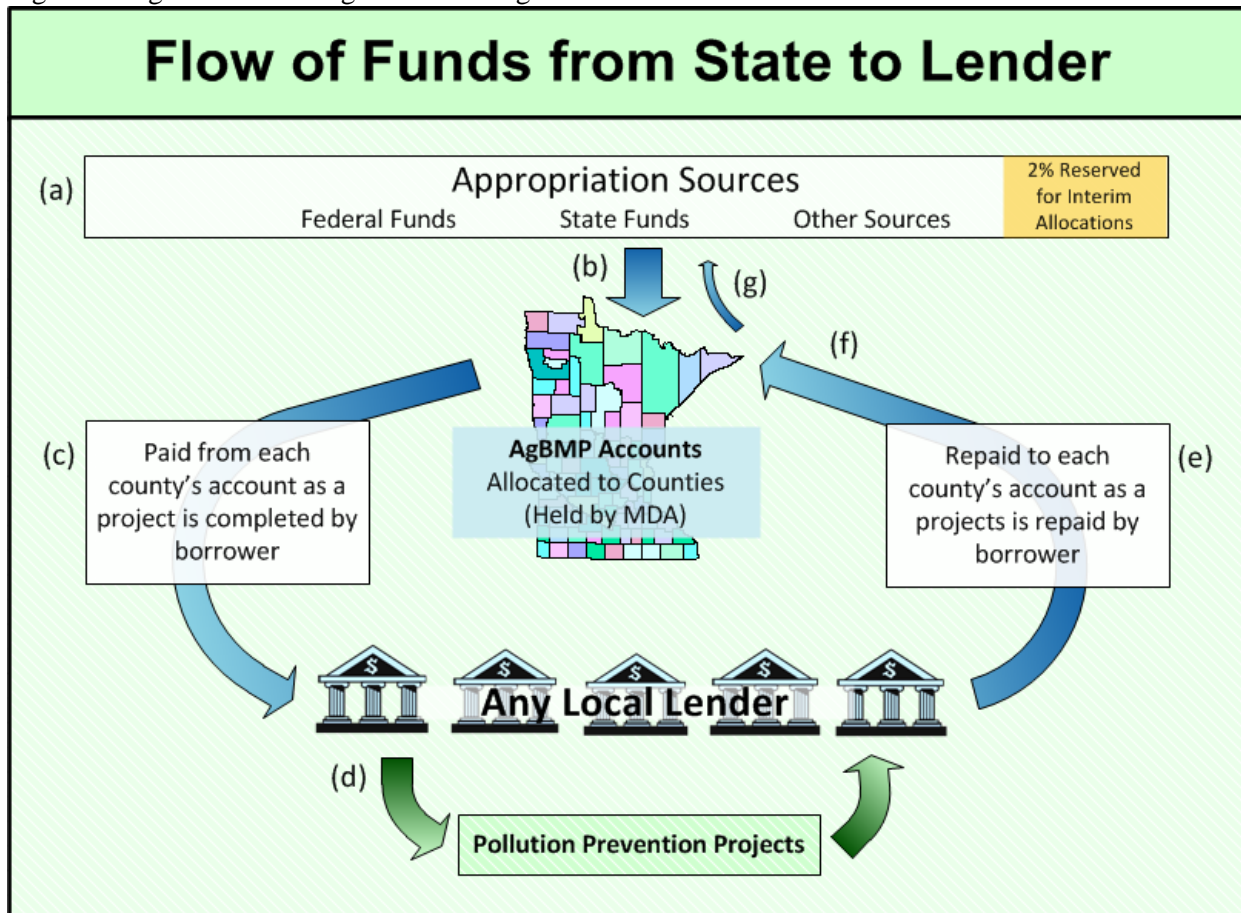 Flow of Funds from State to Lender
(a)
Appropriation Sources
Federal Funds State Funds Other Sources
2% Reserved
for Interim
Allocations
(b)
(g)
(f)
(c)
Paid from each
county's account as a
project is completed by
borrower
AgBMP Accounts
Allocated to Counties
(Held by MDA)
Repaid to each
county's account as a
projects is repaid by
borrower
(e)
$ $ $ $ $
Any Local Lender
(d)
Pollution Prevention Projects